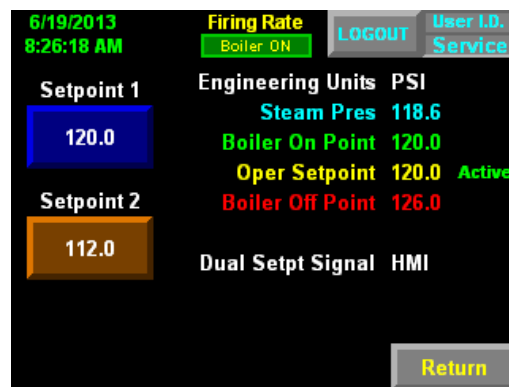 6/19/2013
8:26:18 AM
Firing Rate
Boiler ON
LOGOUT
User I.D.
Service
Setpoint 1
120.0
Setpoint 2
112.0
Engineering Units PSI
Steam Pres 118.6
Boiler On Point 120.0
Oper Setpoint 120.0 Active
Boiler Off Point 126.0
Dual Setpt Signal HMI
Return